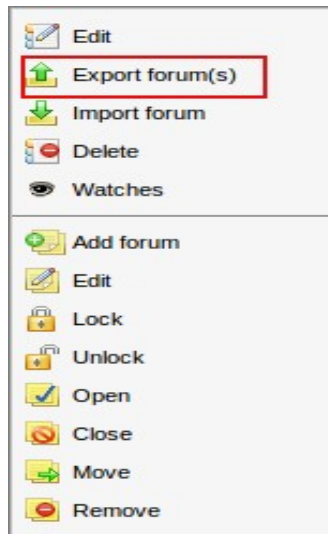 Edit
Export forum(s)
Import forum
Delete
Watches
Add forum
Edit
Lock
Unlock
Open
Close
Move
Remove